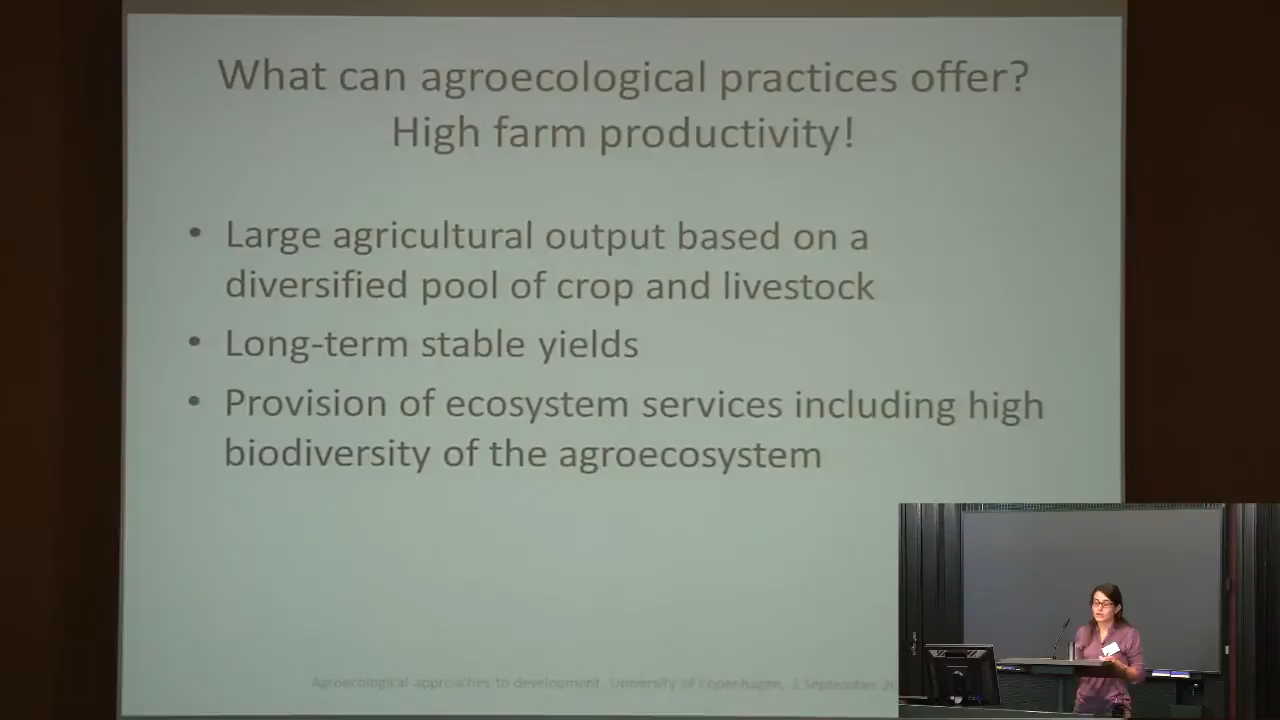 What can agroecological practices offer?
High farm productivity!
• Large agricultural output based on a
diversified pool of crop and livestock
• Long-term stable yields
• Provision of ecosystem services including high
biodiversity of the agroecosystem
Agroecological approaches to development, University of Copenhagen, 2 September